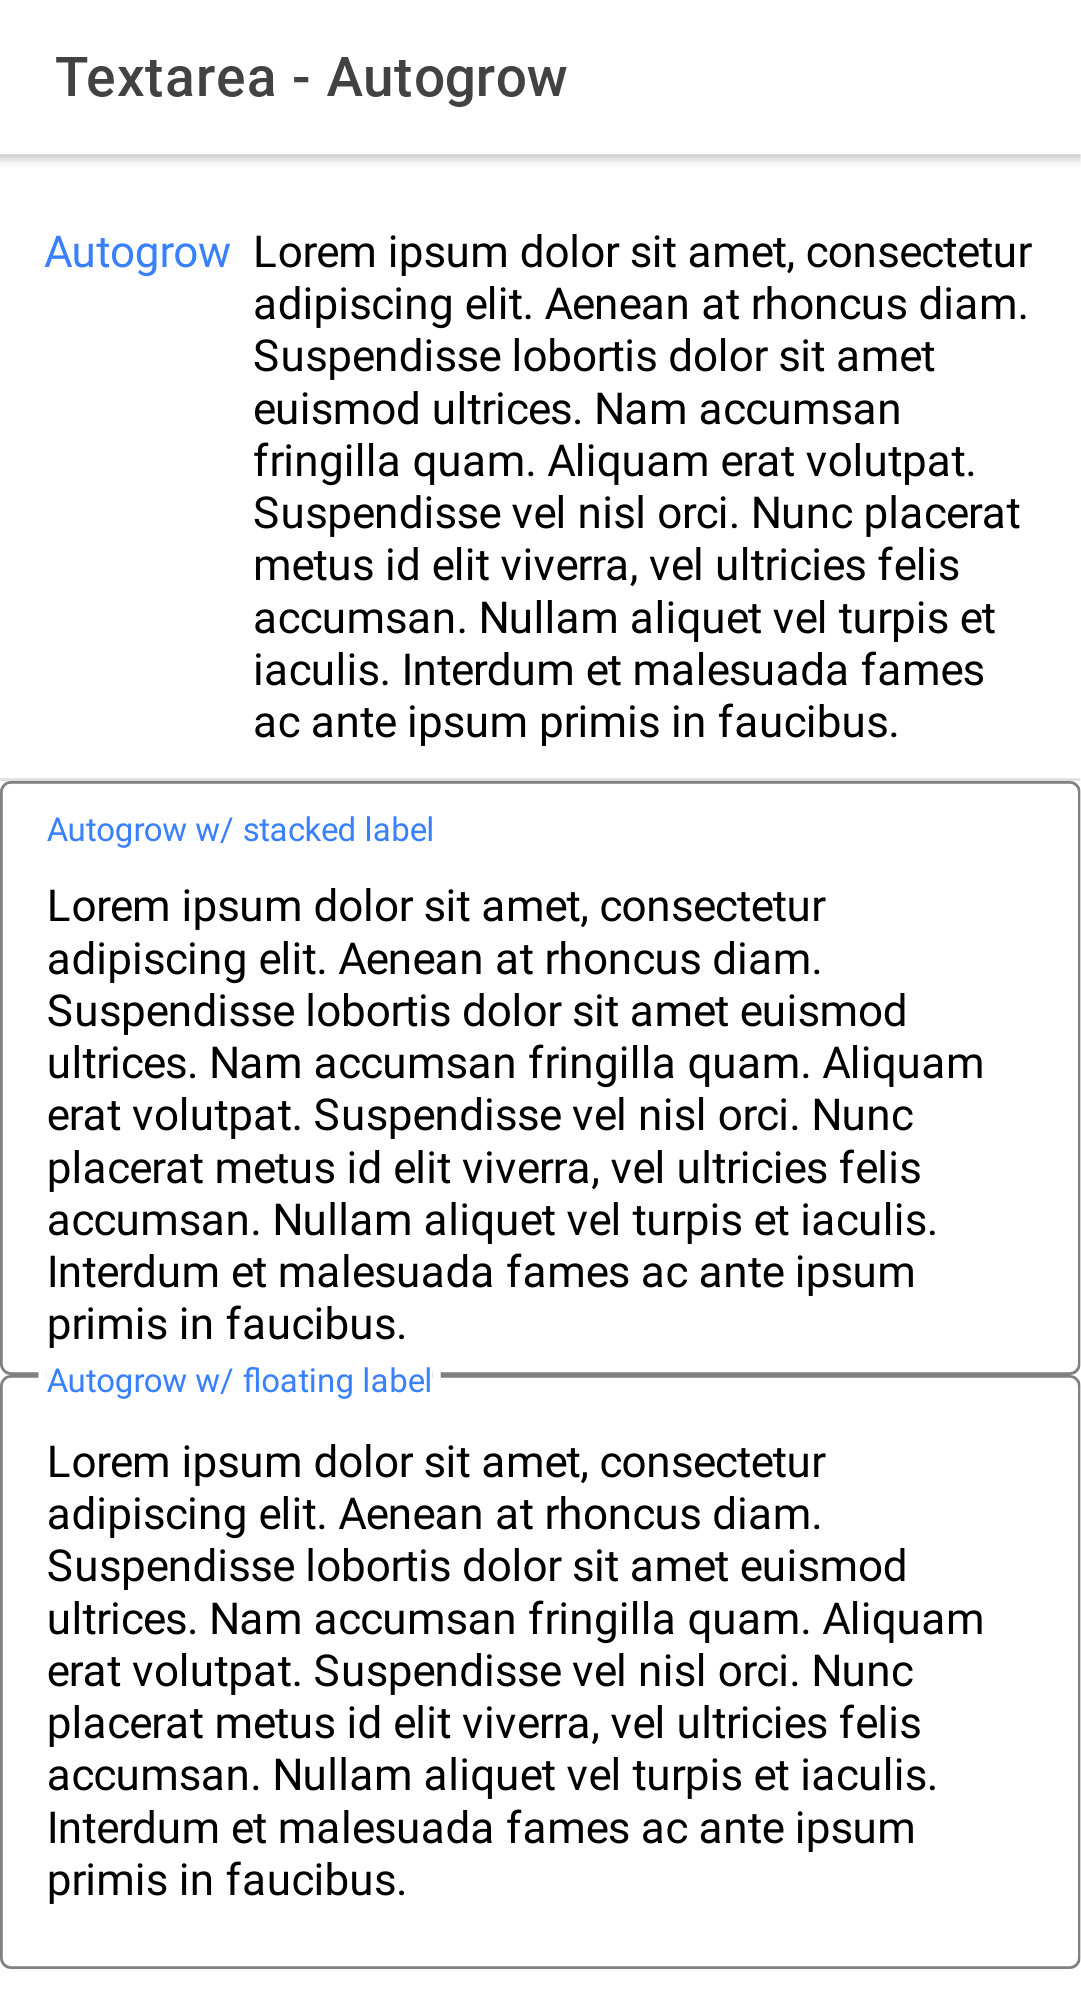 Textarea - Autogrow
Autogrow Lorem ipsum dolor sit amet, consectetur
adipiscing elit. Aenean at rhoncus diam.
Suspendisse lobortis dolor sit amet
euismod ultrices. Nam accumsan
fringilla quam. Aliquam erat volutpat.
Suspendisse vel nisl orci. Nunc placerat
metus id elit viverra, vel ultricies felis
accumsan. Nullam aliquet vel turpis et
iaculis. Interdum et malesuada fames
ac ante ipsum primis in faucibus.
Autogrow w/ stacked label
Lorem ipsum dolor sit amet, consectetur
adipiscing elit. Aenean at rhoncus diam.
Suspendisse lobortis dolor sit amet euismod
ultrices. Nam accumsan fringilla quam. Aliquam
erat volutpat. Suspendisse vel nisl orci. Nunc
placerat metus id elit viverra, vel ultricies felis
accumsan. Nullam aliquet vel turpis et iaculis.
Interdum et malesuada fames ac ante ipsum
primis in faucibus.
Autogrow w/ floating label
Lorem ipsum dolor sit amet, consectetur
adipiscing elit. Aenean at rhoncus diam.
Suspendisse lobortis dolor sit amet euismod
ultrices. Nam accumsan fringilla quam. Aliquam
erat volutpat. Suspendisse vel nisl orci. Nunc
placerat metus id elit viverra, vel ultricies felis
accumsan. Nullam aliquet vel turpis et iaculis.
Interdum et malesuada fames ac ante ipsum
primis in faucibus.